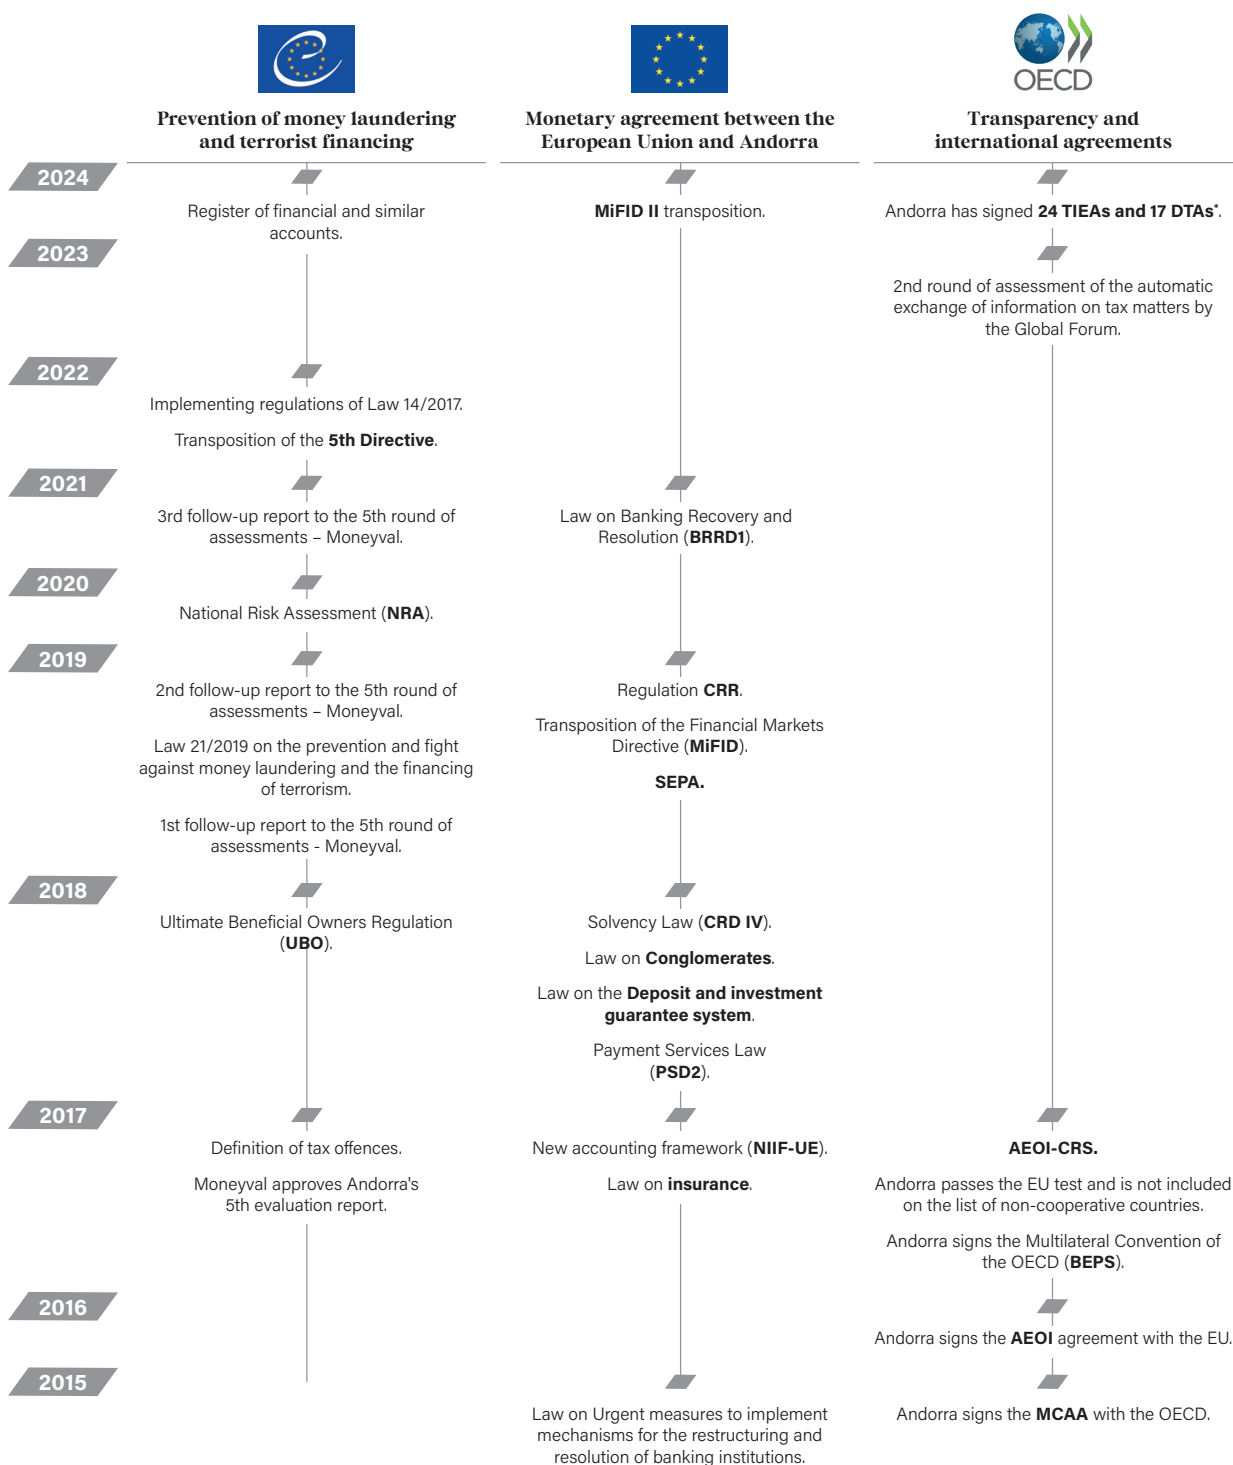 OECD
Prevention of money laundering
and terrorist financing
Monetary agreement between the
European Union and Andorra
Transparency and
international agreements
2024
Register of financial and similar
accounts.
MiFID II transposition.
Andorra has signed 24 TIEAs and 17 DTAs*.
2023
2nd round of assessment of the automatic
exchange of information on tax matters by
the Global Forum.
2022
Implementing regulations of Law 14/2017.
Transposition of the 5th Directive.
2021
3rd follow-up report to the 5th round of
assessments – Moneyval.
Law on Banking Recovery and
Resolution (BRRD1).
2020
National Risk Assessment (NRA).
2019
2nd follow-up report to the 5th round of
assessments – Moneyval.
Law 21/2019 on the prevention and fight
against money laundering and the financing
of terrorism.
1st follow-up report to the 5th round of
assessments - Moneyval.
Regulation CRR.
Transposition of the Financial Markets
Directive (MiFID).
SEPA.
2018
Ultimate Beneficial Owners Regulation
(UBO).
Solvency Law (CRD IV).
Law on Conglomerates.
Law on the Deposit and investment
guarantee system.
Payment Services Law
(PSD2).
2017
Definition of tax offences.
Moneyval approves Andorra's
5th evaluation report.
New accounting framework (NIIF-UE).
Law on insurance.
AEOI-CRS.
Andorra passes the EU test and is not included
on the list of non-cooperative countries.
Andorra signs the Multilateral Convention of
the OECD (BEPS).
2016
Andorra signs the AEOI agreement with the EU.
2015
Law on Urgent measures to implement
mechanisms for the restructuring and
resolution of banking institutions.
Andorra signs the MCAA with the OECD.